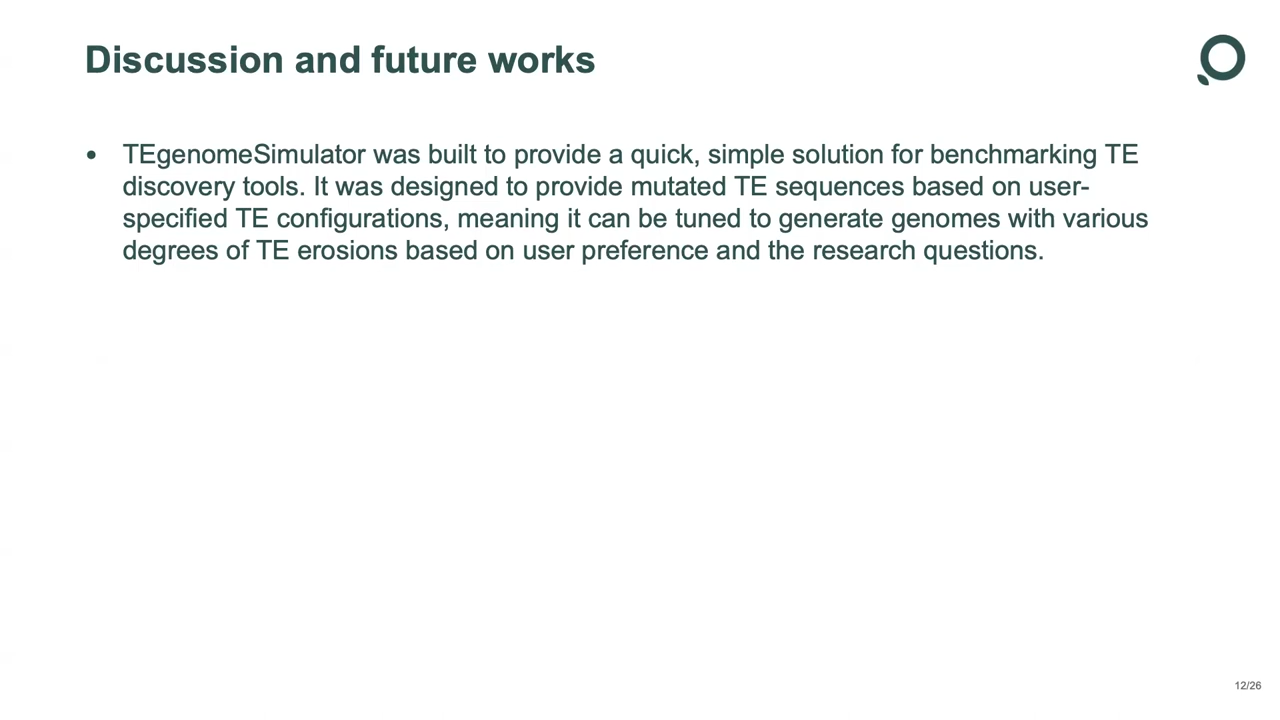 Discussion and future works
• TEgenomeSimulator was built to provide a quick, simple solution for benchmarking TE
discovery tools. It was designed to provide mutated TE sequences based on user-
specified TE configurations, meaning it can be tuned to generate genomes with various
degrees of TE erosions based on user preference and the research questions.
12/26